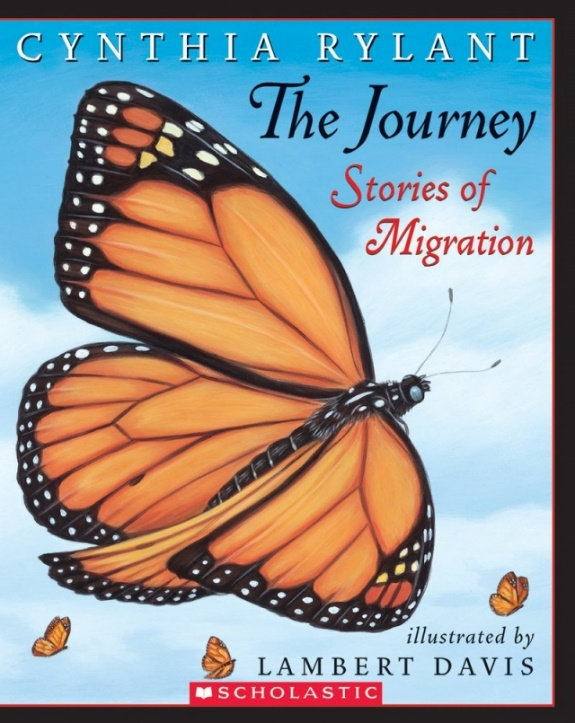 CYNTHIA RYLANT
The Journey
Stories of
Migration
illustrated by
LAMBERT DAVIS
SCHOLASTIC